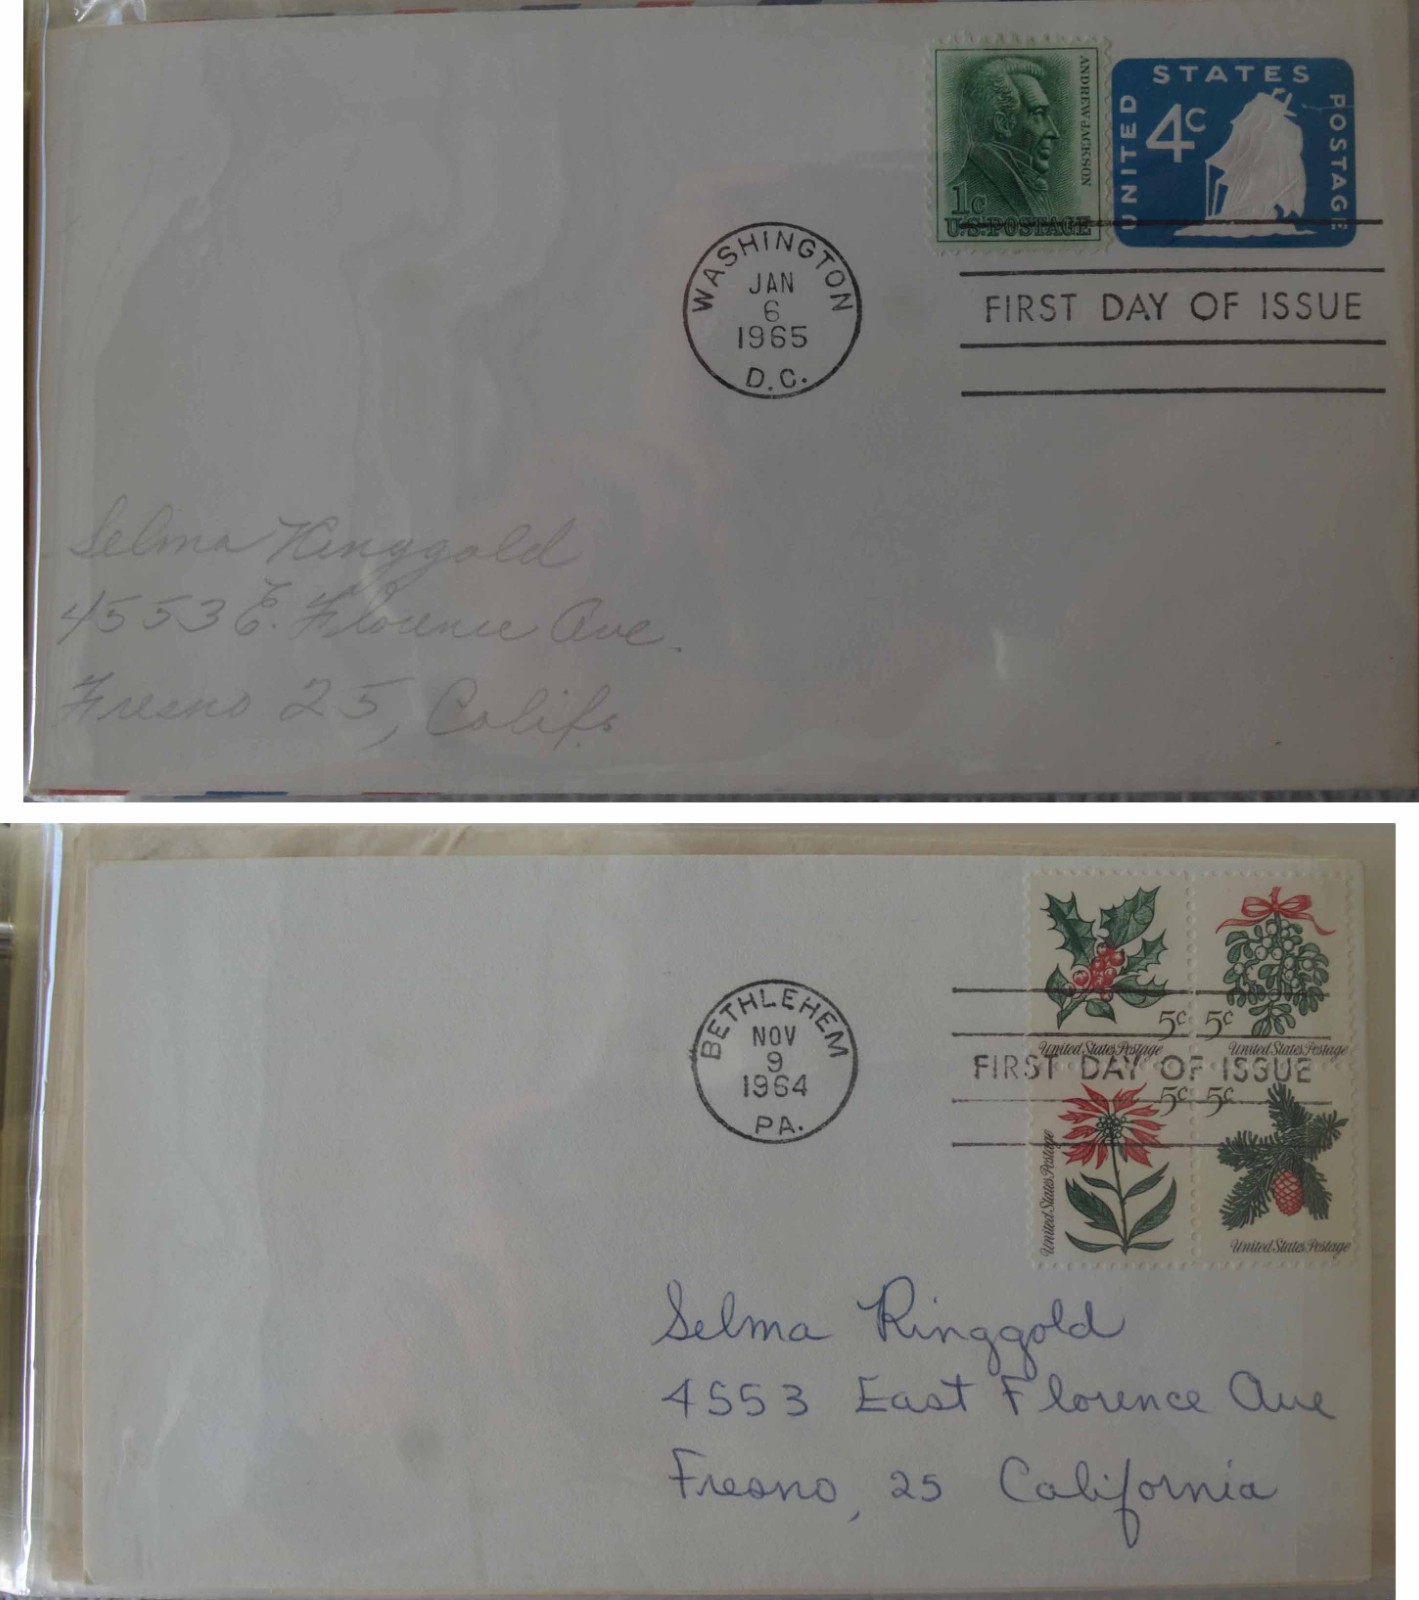 ANDREW JACKSON
1c
U.S. POSTAGE
UNITED STATES POSTAGE
4c
WASHINGTON
JAN
6
1965
D.C.
FIRST DAY OF ISSUE
Selma Ringgold
4553 E. Florence Ave.
Fresno 25, Calif.
BETHLEHEM
NOV
9
1964
PA.
5c
United States Postage
5c
United States Postage
FIRST DAY OF ISSUE
5c
United States Postage
5c
United States Postage
Selma Ringgold
4553 East Florence Ave
Fresno, 25 California